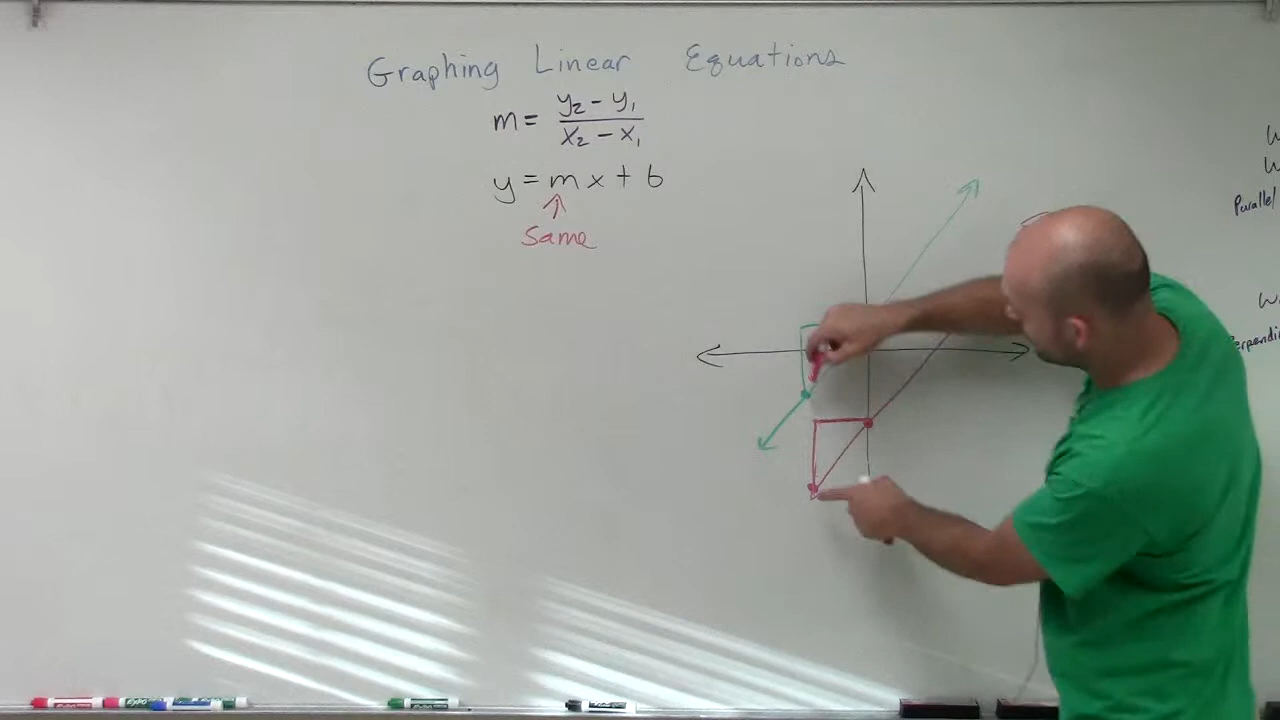 Graphing Linear Equations
m = y₂ - y₁ / x₂ - x₁
y = mx + b
↑
Same
Parallel